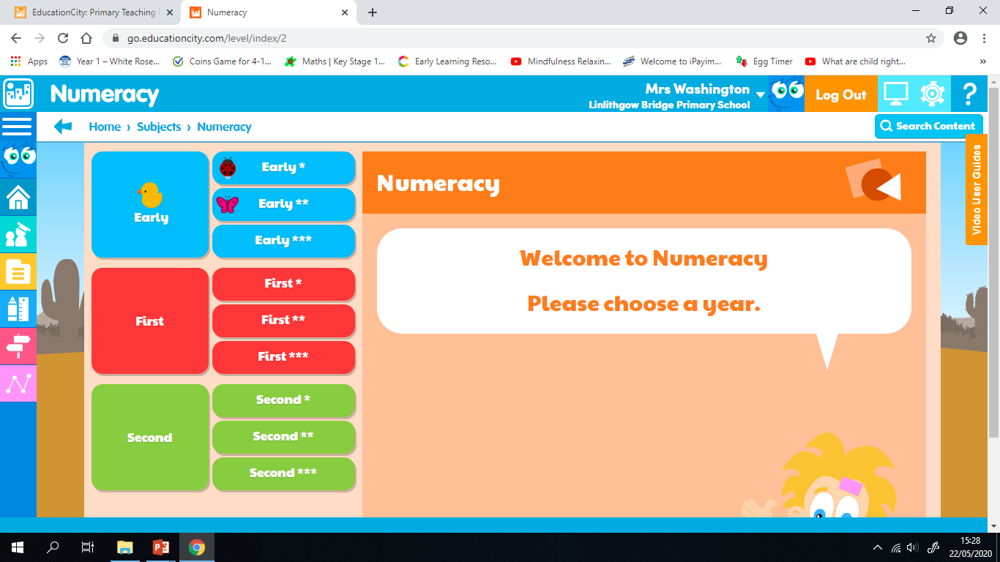 EducationCity: Primary Teaching
Numeracy
go.educationcity.com/level/index/2
Apps
Year 1 – White Rose...
Coins Game for 4-1...
Maths | Key Stage 1...
Early Learning Reso...
Mindfulness Relaxin...
Welcome to iPayim...
Egg Timer
What are child right...
»
Numeracy
Mrs Washington
Linlithgow Bridge Primary School
Log Out
?
Home › Subjects › Numeracy
Search Content
Video User Guides
Early
Early *
Early **
Early ***
First
First *
First **
First ***
Second
Second *
Second **
Second ***
Numeracy
Welcome to Numeracy
Please choose a year.
15:28
22/05/2020